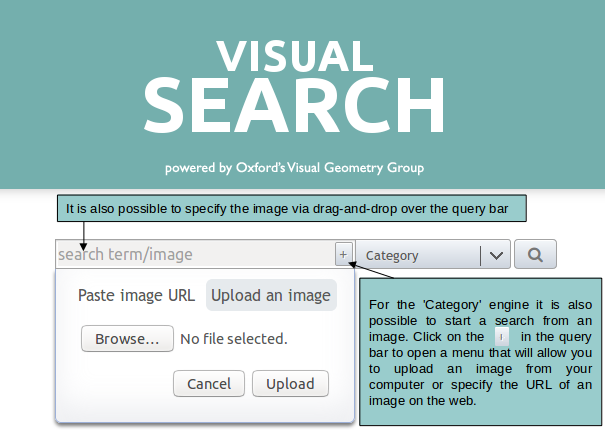 VISUAL
SEARCH
powered by Oxford's Visual Geometry Group
It is also possible to specify the image via drag-and-drop over the query bar
search term/image + Category
Paste image URL Upload an image
Browse... No file selected.
Cancel Upload
For the 'Category' engine it is also
possible to start a search from an
image. Click on the in the query
bar to open a menu that will allow you
to upload an image from your
computer or specify the URL of an
image on the web.